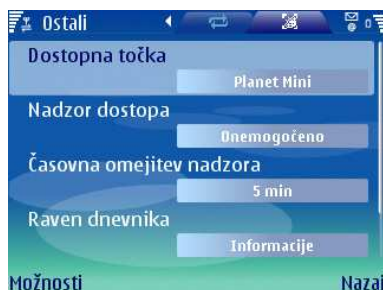 Ostali
Dostopna točka
Planet Mini
Nadzor dostopa
Onemogočeno
Časovna omejitev nadzora
5 min
Raven dnevnika
Informacije
Možnosti
Nazaj